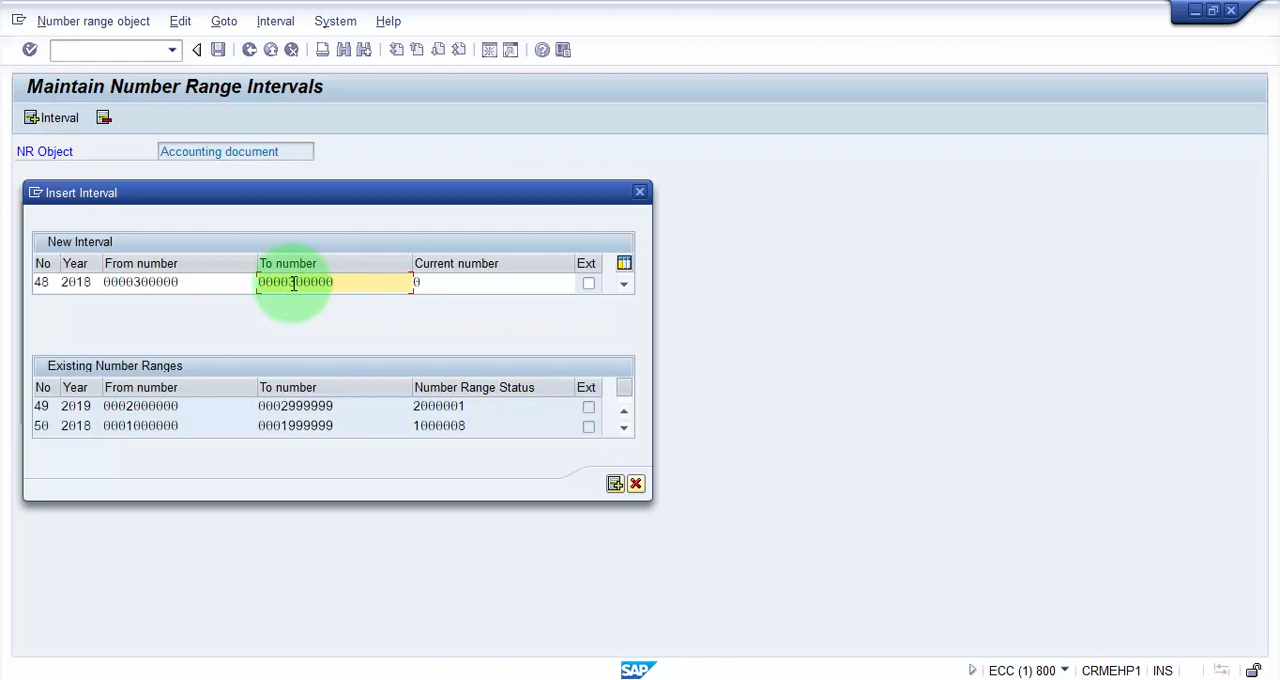 Number range object Edit Goto Interval System Help
Maintain Number Range Intervals
Interval
NR Object Accounting document
Insert Interval
New Interval
No Year From number To number Current number Ext
48 2018 0000300000 0000300000 0
Existing Number Ranges
No Year From number To number Number Range Status Ext
49 2019 0002000000 0002999999 2000001
50 2018 0001000000 0001999999 1000008
SAP ECC (1) 800 CRMEHP1 INS